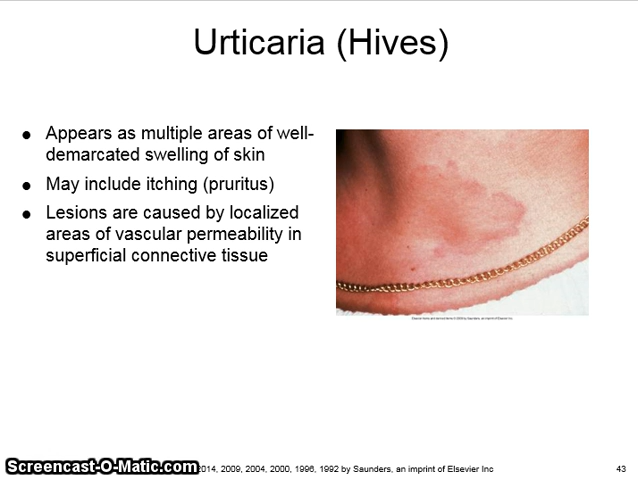 Urticaria (Hives)
● Appears as multiple areas of well-
demarcated swelling of skin
● May include itching (pruritus)
● Lesions are caused by localized
areas of vascular permeability in
superficial connective tissue
Screencast-O-Matic.com 2014, 2009, 2004, 2000, 1996, 1992 by Saunders, an imprint of Elsevier Inc
43